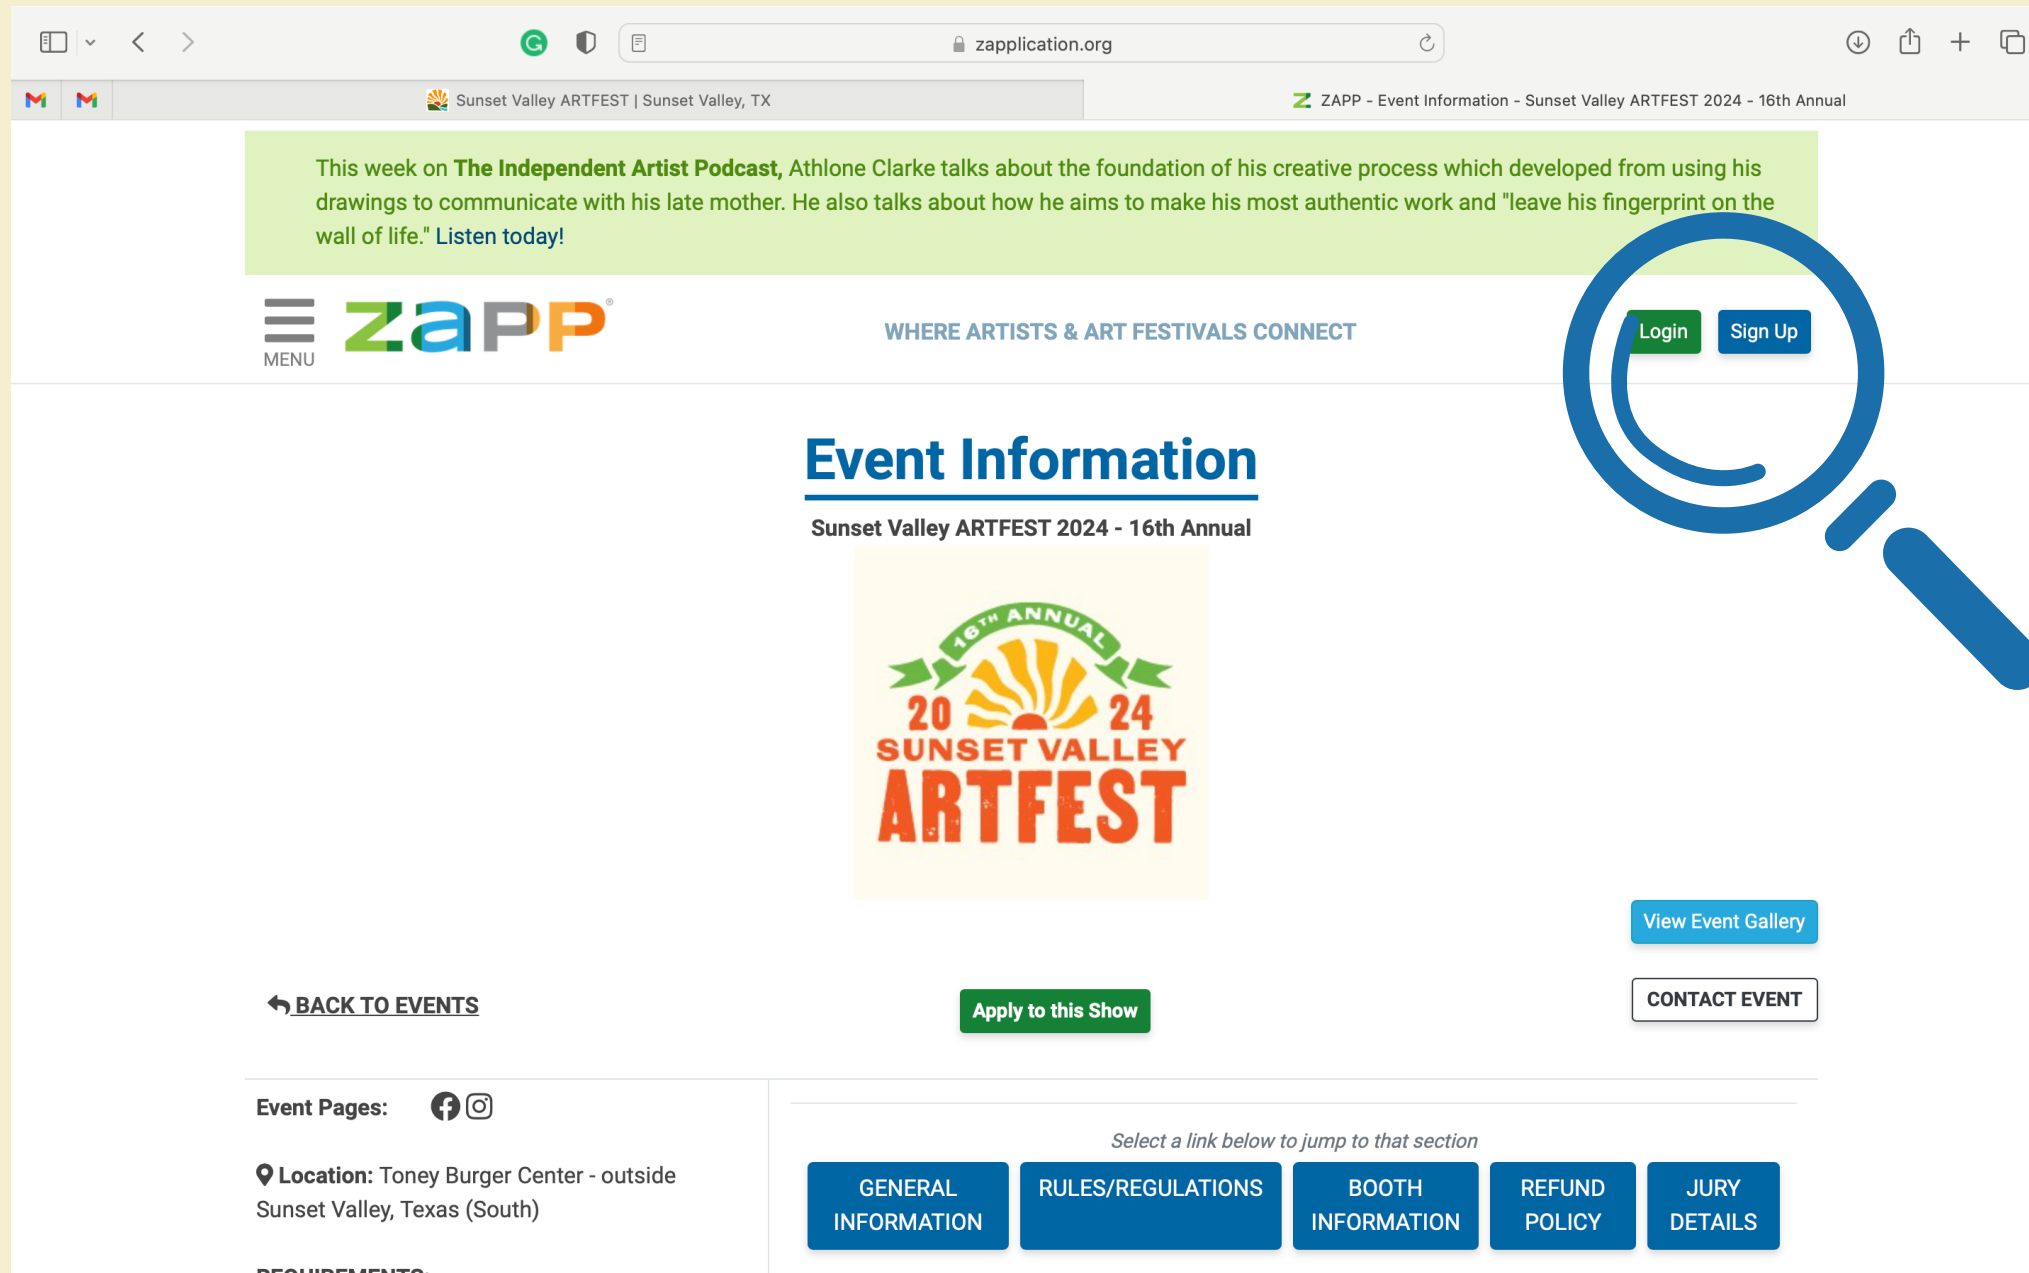 zapplication.org
Sunset Valley ARTFEST | Sunset Valley, TX
ZAPP - Event Information - Sunset Valley ARTFEST 2024 - 16th Annual
This week on The Independent Artist Podcast, Athlone Clarke talks about the foundation of his creative process which developed from using his
drawings to communicate with his late mother. He also talks about how he aims to make his most authentic work and "leave his fingerprint on the
wall of life." Listen today!
MENU
zapp®
WHERE ARTISTS & ART FESTIVALS CONNECT
Login
Sign Up
Event Information
Sunset Valley ARTFEST 2024 - 16th Annual
16TH ANNUAL
20 24
SUNSET VALLEY
ARTFEST
View Event Gallery
BACK TO EVENTS
Apply to this Show
CONTACT EVENT
Event Pages:
Location: Toney Burger Center - outside
Sunset Valley, Texas (South)
REQUIREMENTS:
Select a link below to jump to that section
GENERAL
INFORMATION
RULES/REGULATIONS
BOOTH
INFORMATION
REFUND
POLICY
JURY
DETAILS